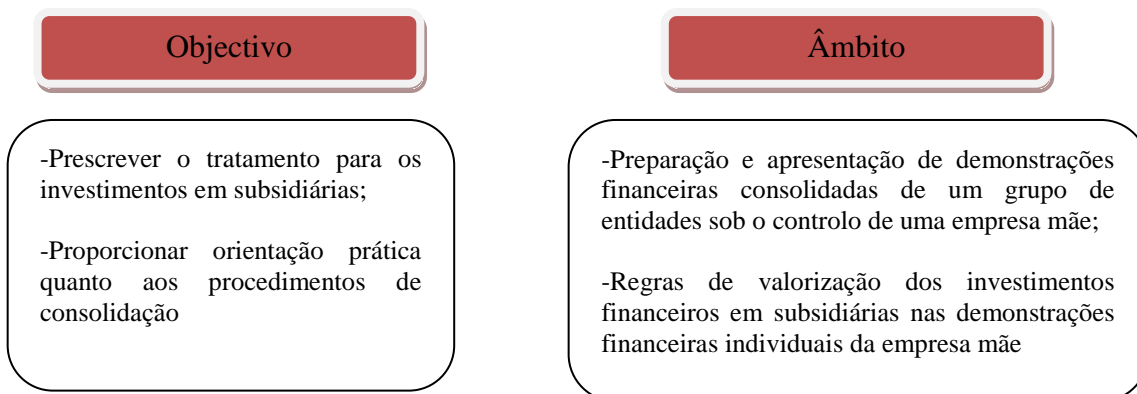 Objectivo
-Prescrever o tratamento para os
investimentos em subsidiárias;
-Proporcionar orientação prática
quanto aos procedimentos de
consolidação
Âmbito
-Preparação e apresentação de demonstrações
financeiras consolidadas de um grupo de
entidades sob o controlo de uma empresa mãe;
-Regras de valorização dos investimentos
financeiros em subsidiárias nas demonstrações
financeiras individuais da empresa mãe